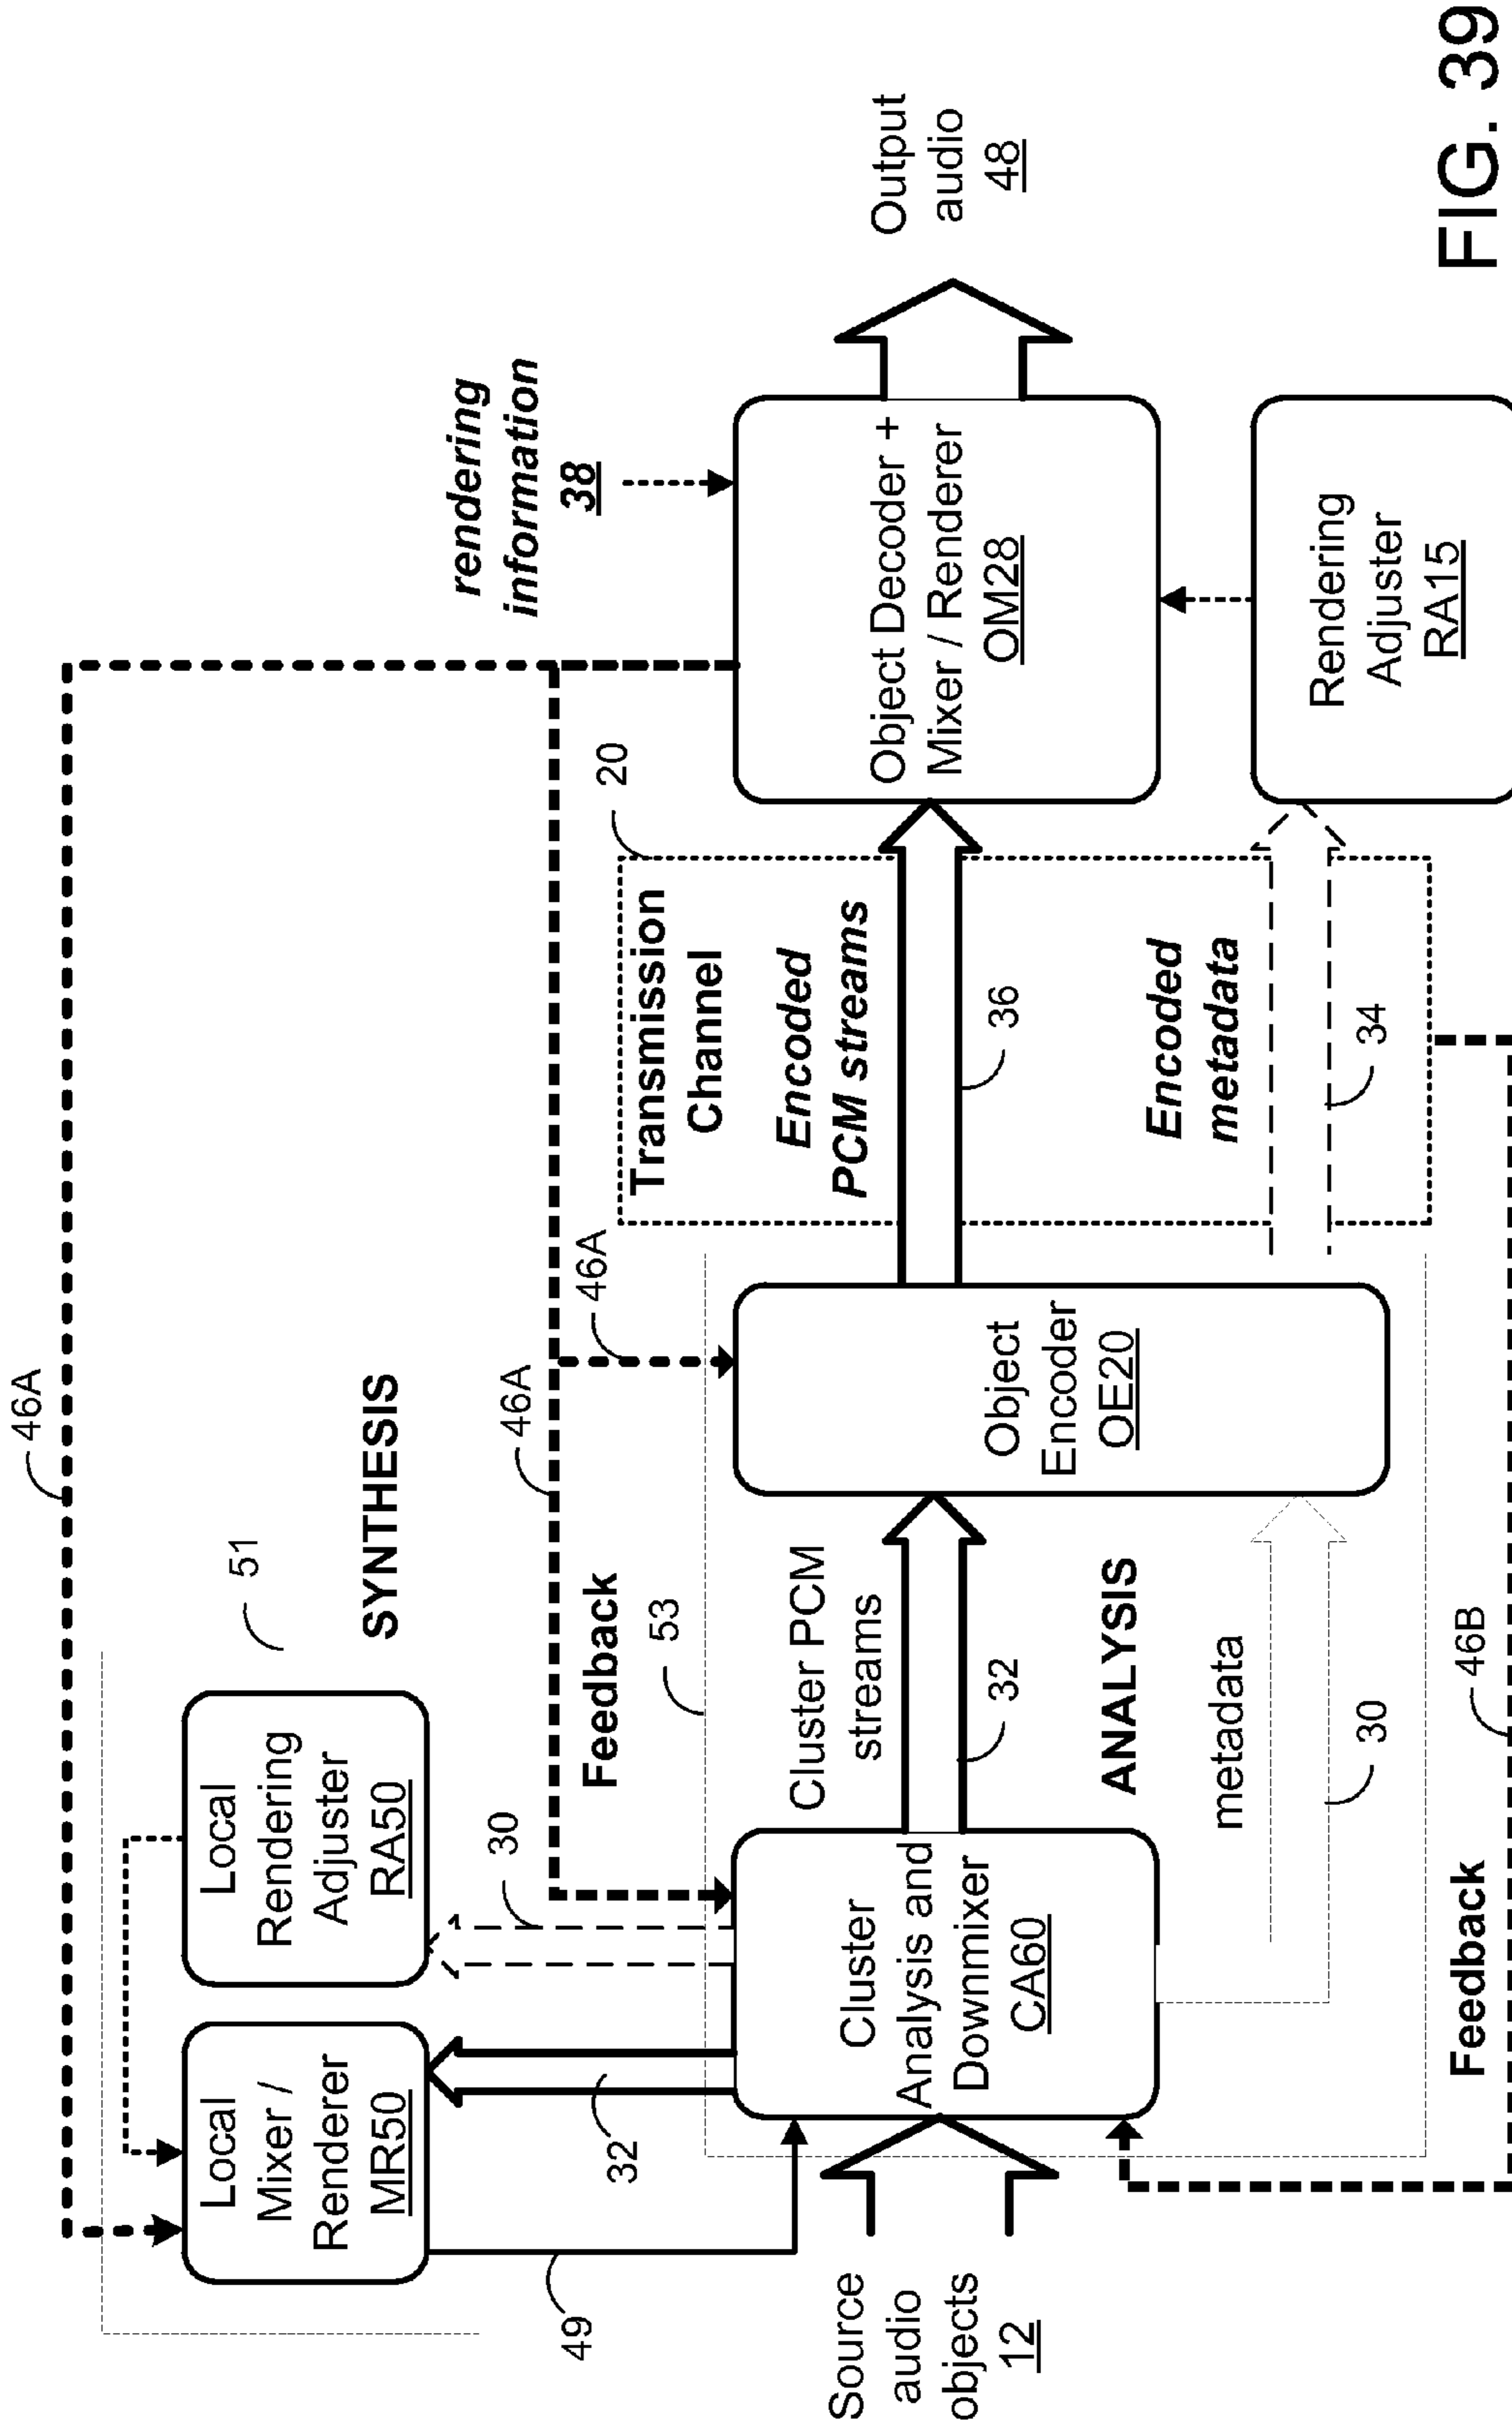 46A
SYNTHESIS
51
Local
Mixer /
Renderer
MR50
Local
Rendering
Adjuster
RA50
46A
46A
rendering
information
38
Feedback
49
32
30
53
20
Source
audio
objects
12
Cluster
Analysis and
Downmixer
CA60
Cluster PCM
streams
32
ANALYSIS
metadata
30
Object
Encoder
OE20
Transmission
Channel
Encoded
PCM streams
36
Encoded
metadata
34
Object Decoder +
Mixer / Renderer
OM28
Output
audio
48
Rendering
Adjuster
RA15
Feedback
46B
FIG. 39